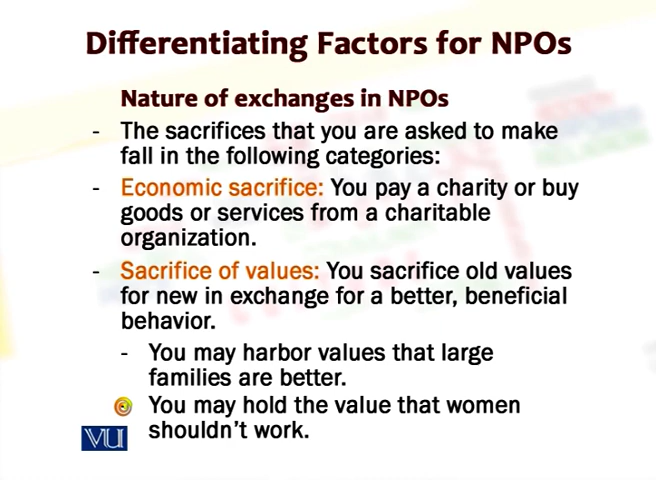 Differentiating Factors for NPOs
Nature of exchanges in NPOs
- The sacrifices that you are asked to make
fall in the following categories:
- Economic sacrifice: You pay a charity or buy
goods or services from a charitable
organization.
- Sacrifice of values: You sacrifice old values
for new in exchange for a better, beneficial
behavior.
- You may harbor values that large
families are better.
You may hold the value that women
shouldn't work.
VU